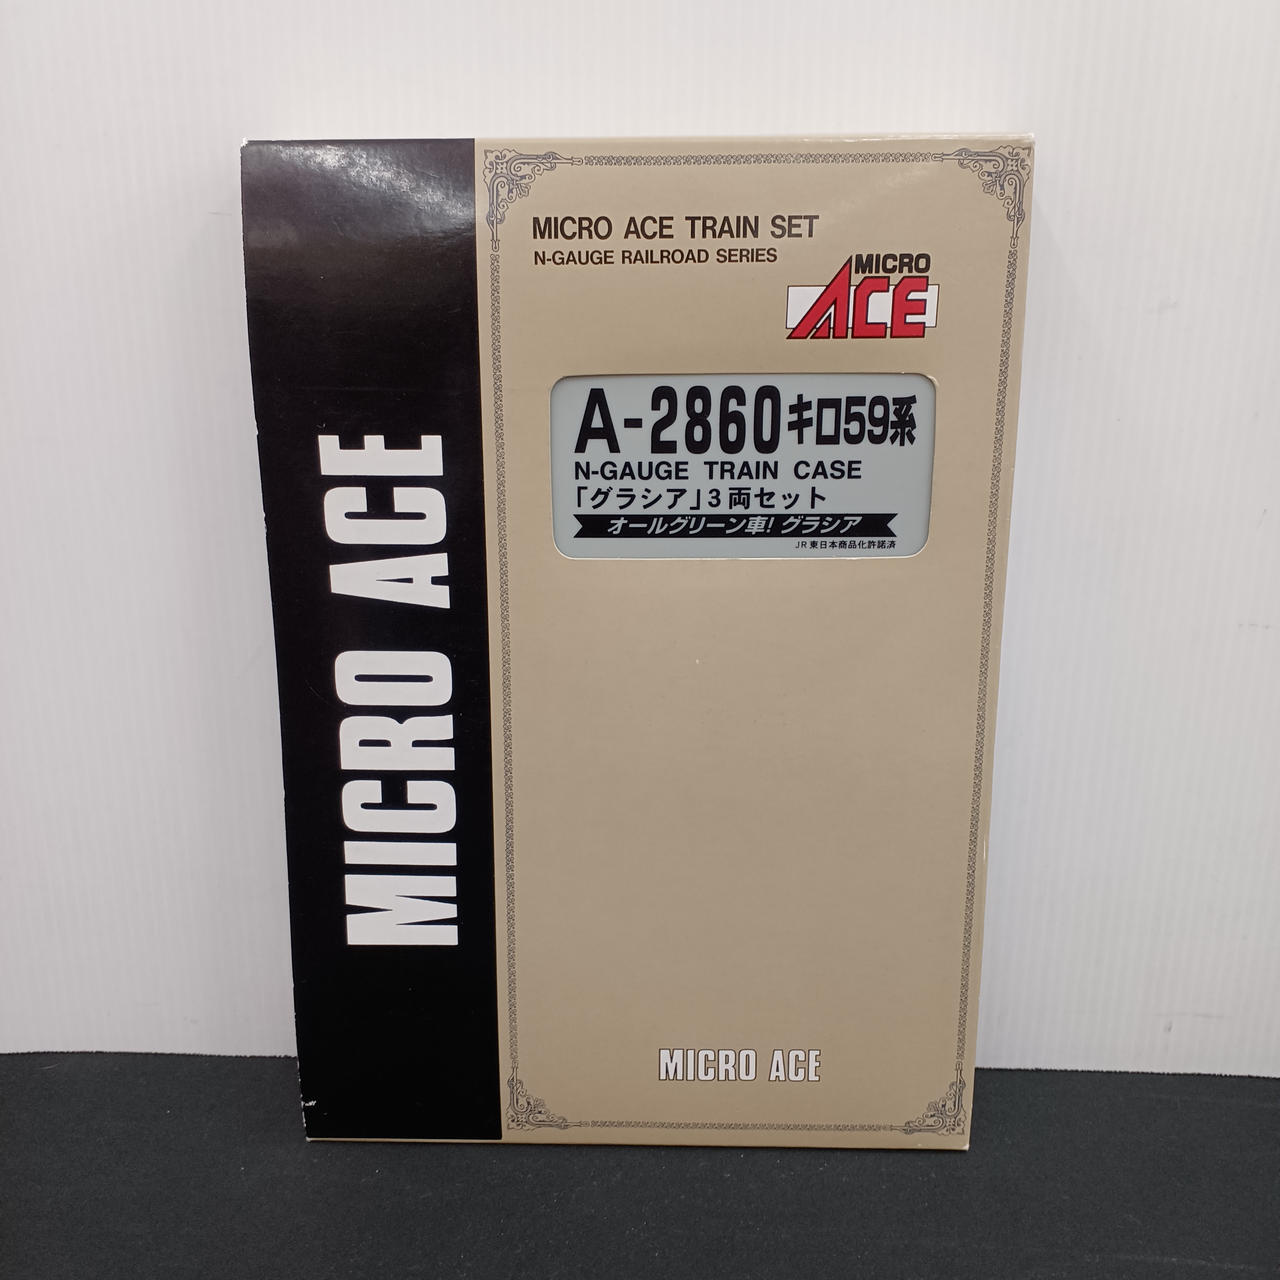 MICRO ACE
MICRO ACE TRAIN SET
N-GAUGE RAILROAD SERIES
MICRO
ACE
A-2860キロ59系
N-GAUGE TRAIN CASE
「グラシア」3両セット
オールグリーン車!グラシア
JR東日本商品化許諾済
MICRO ACE